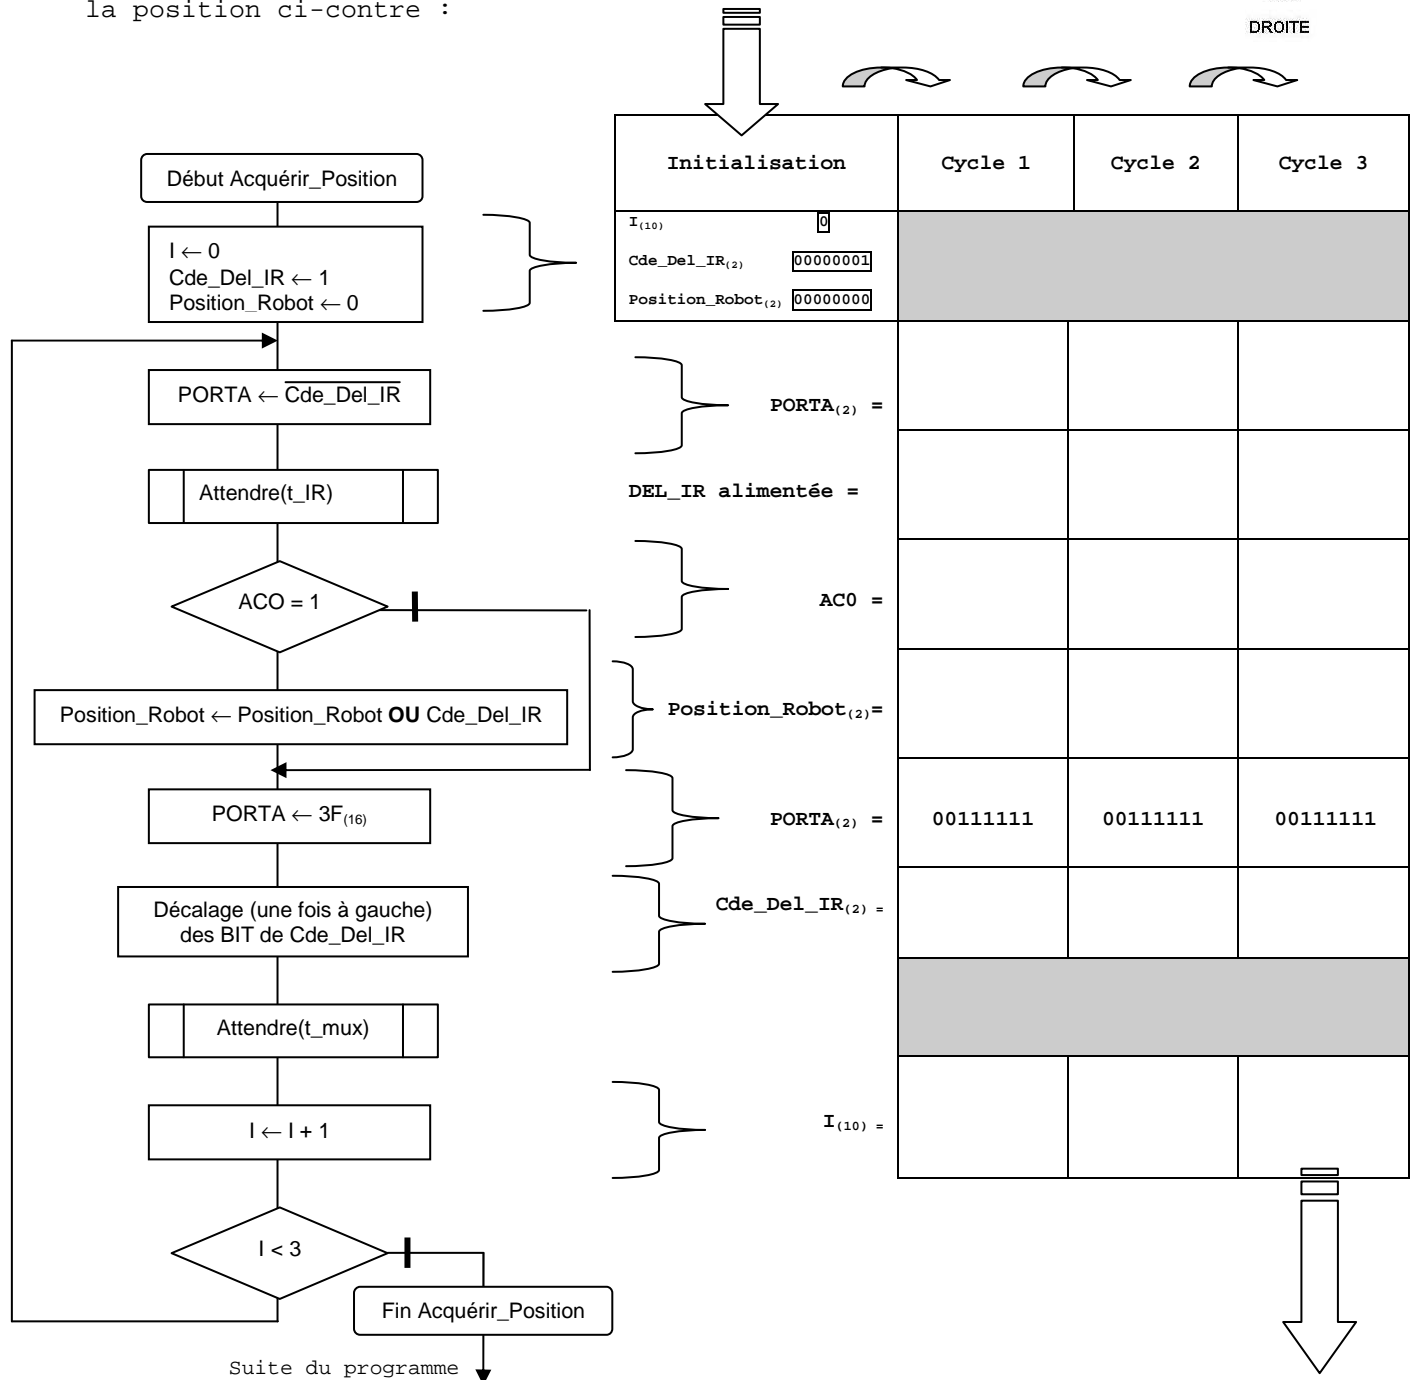 la position ci-contre :
DROITE
Début Acquérir_Position
I ← 0
Cde_Del_IR ← 1
Position_Robot ← 0
PORTA ← Cde_Del_IR
Attendre(t_IR)
ACO = 1
Position_Robot ← Position_Robot OU Cde_Del_IR
PORTA ← 3F(16)
Décalage (une fois à gauche)
des BIT de Cde_Del_IR
Attendre(t_mux)
I ← I + 1
I < 3
Fin Acquérir_Position
Suite du programme
Initialisation Cycle 1 Cycle 2 Cycle 3
I(10) 0
Cde_Del_IR(2) 00000001
Position_Robot(2) 00000000
PORTA(2) =
DEL_IR alimentée =
AC0 =
Position_Robot(2)=
PORTA(2) = 00111111 00111111 00111111
Cde_Del_IR(2) =
I(10) =